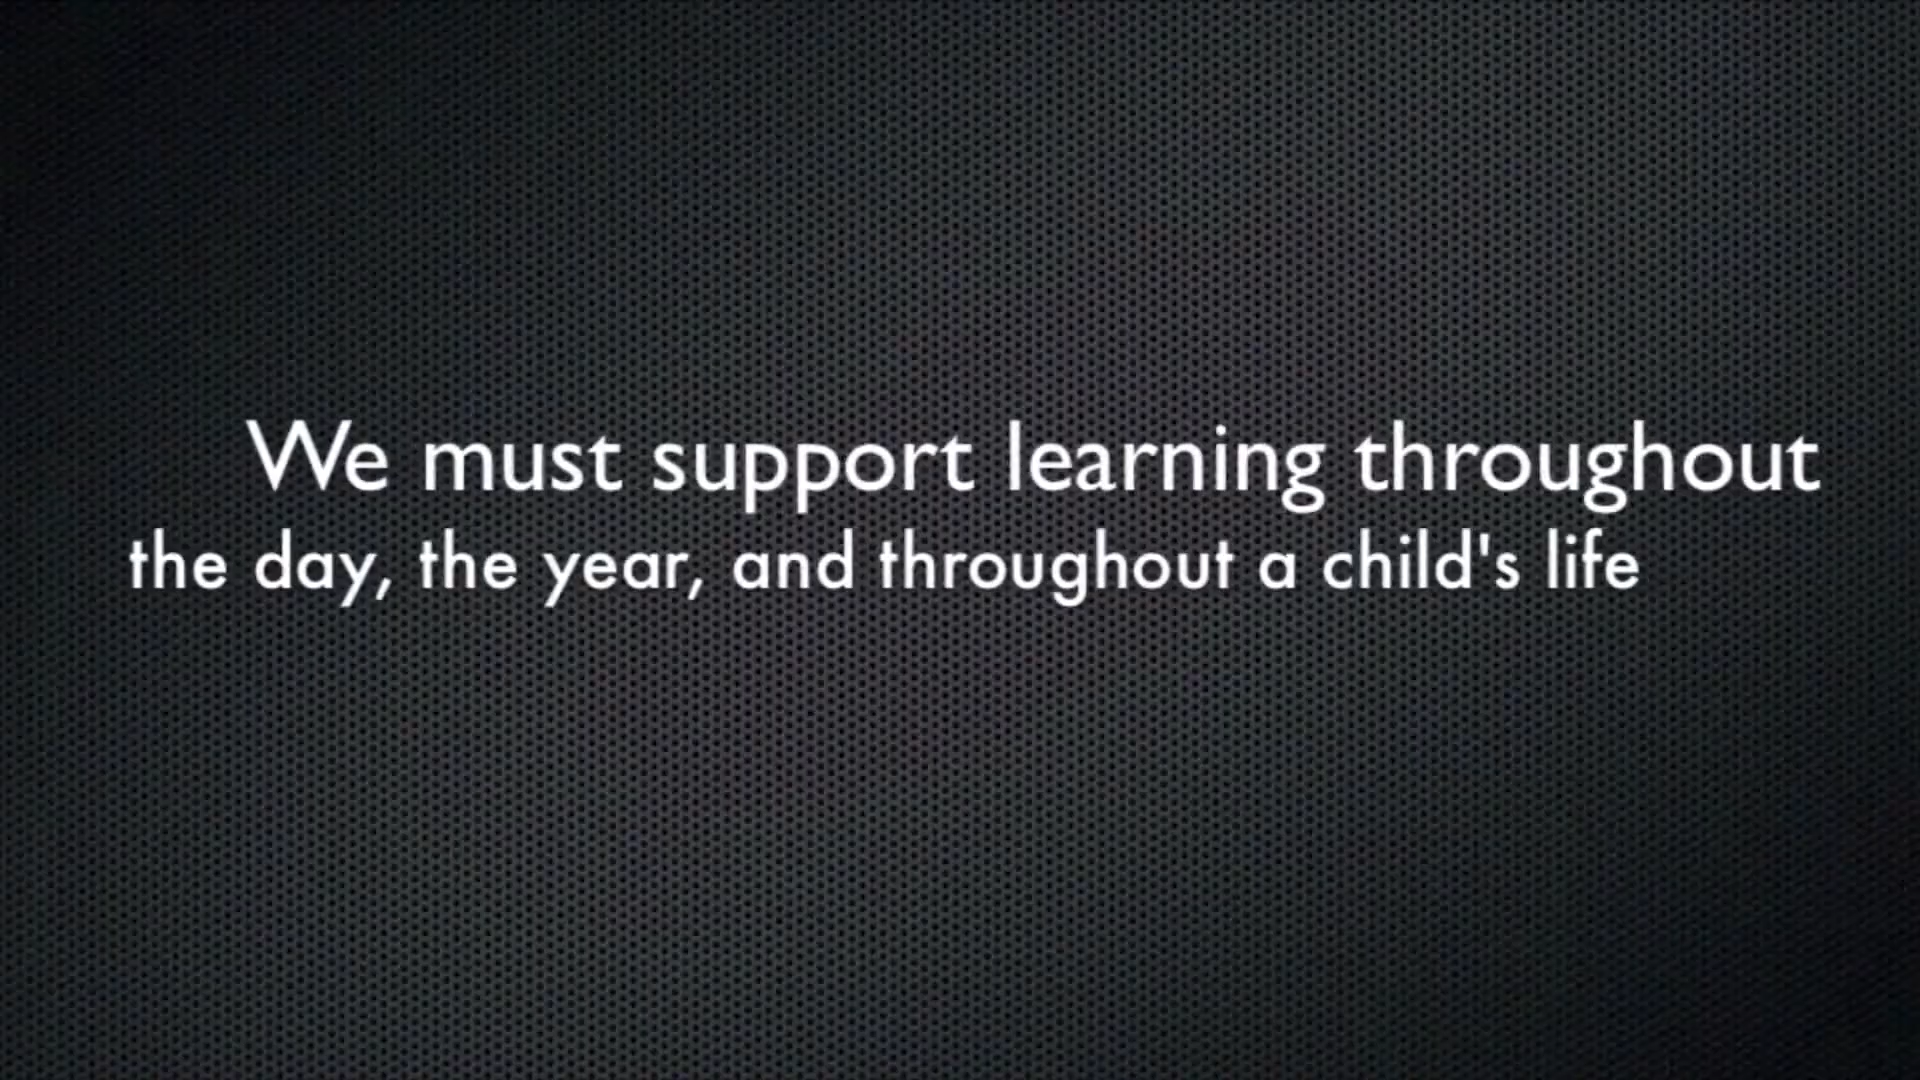 We must support learning throughout
the day, the year, and throughout a child's life